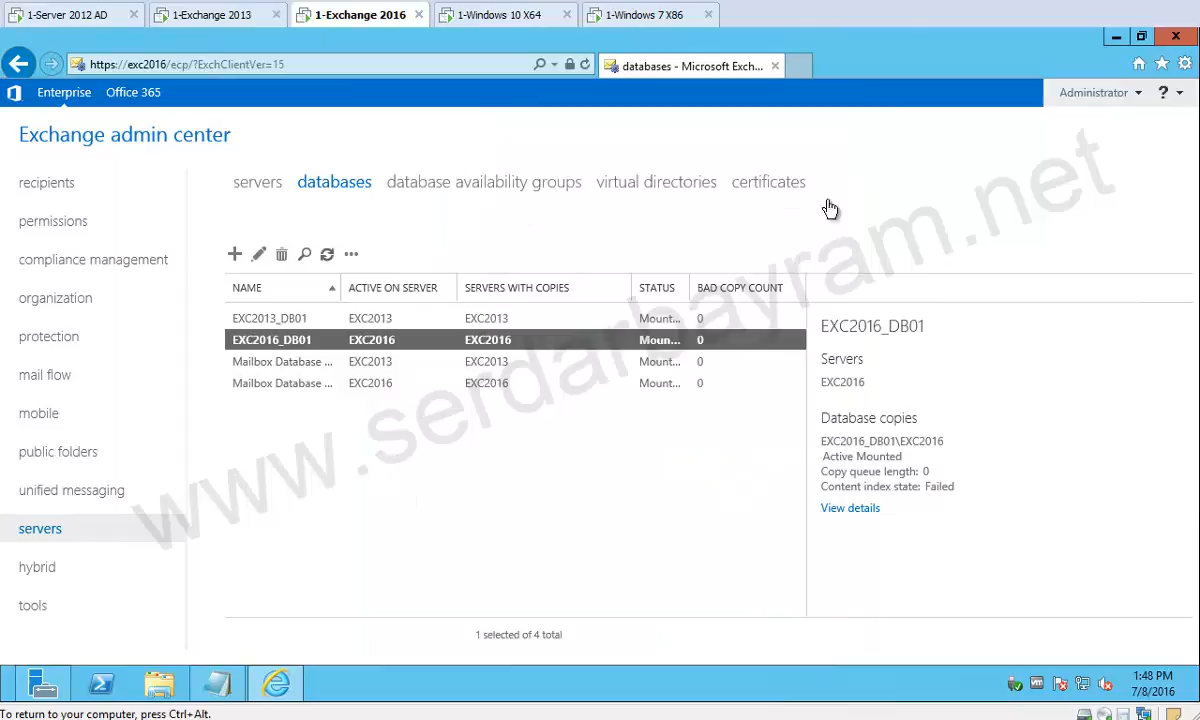 1-Server 2012 AD
1-Exchange 2013
1-Exchange 2016
1-Windows 10 X64
1-Windows 7 X86
https://exc2016/ecp/?ExchClientVer=15
databases - Microsoft Exch...
Enterprise
Office 365
Administrator
?
Exchange admin center
recipients
permissions
compliance management
organization
protection
mail flow
mobile
public folders
unified messaging
servers
hybrid
tools
servers databases database availability groups virtual directories certificates
NAME ACTIVE ON SERVER SERVERS WITH COPIES STATUS BAD COPY COUNT
EXC2013_DB01 EXC2013 EXC2013 Mount... 0
EXC2016_DB01 EXC2016 EXC2016 Moun... 0
Mailbox Database ... EXC2013 EXC2013 Mount... 0
Mailbox Database ... EXC2016 EXC2016 Mount... 0
1 selected of 4 total
EXC2016_DB01
Servers
EXC2016
Database copies
EXC2016_DB01\EXC2016
Active Mounted
Copy queue length: 0
Content index state: Failed
View details
www.serdarbayram.net
1:48 PM
7/8/2016
To return to your computer, press Ctrl+Alt.